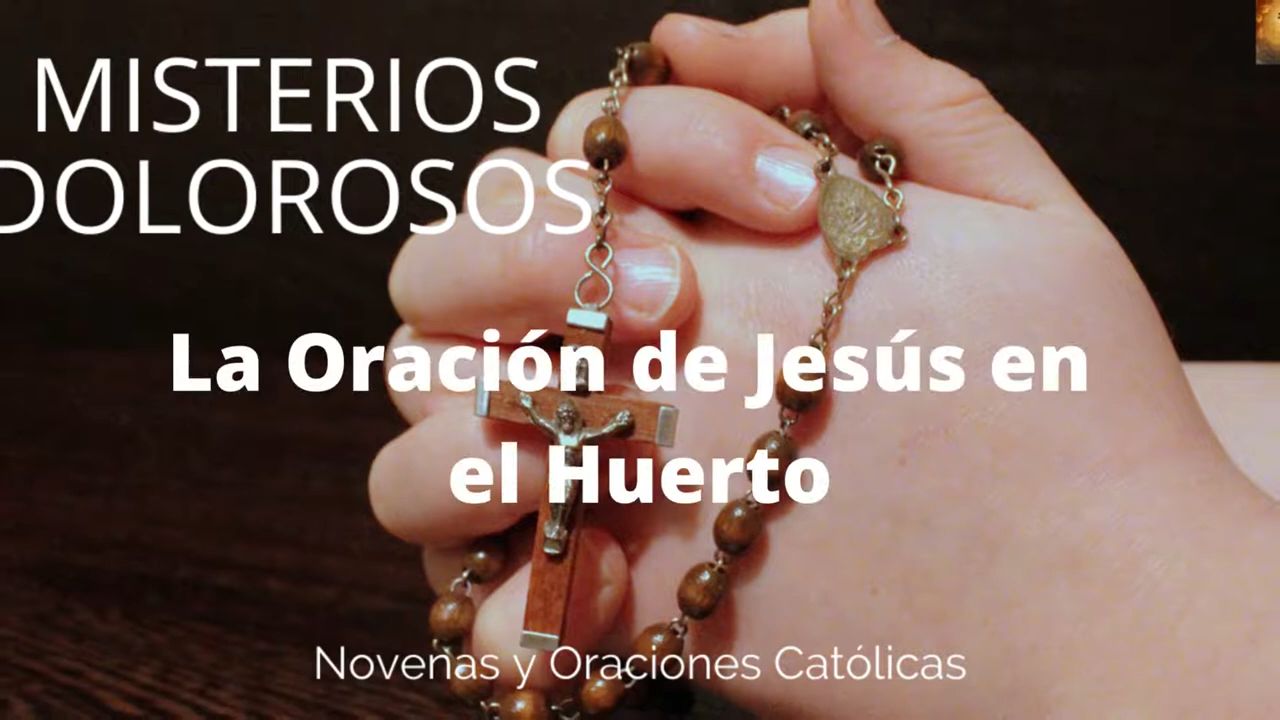 MISTERIOS
DOLOROSOS
La Oración de Jesús en
el Huerto
Novenas y Oraciones Católicas